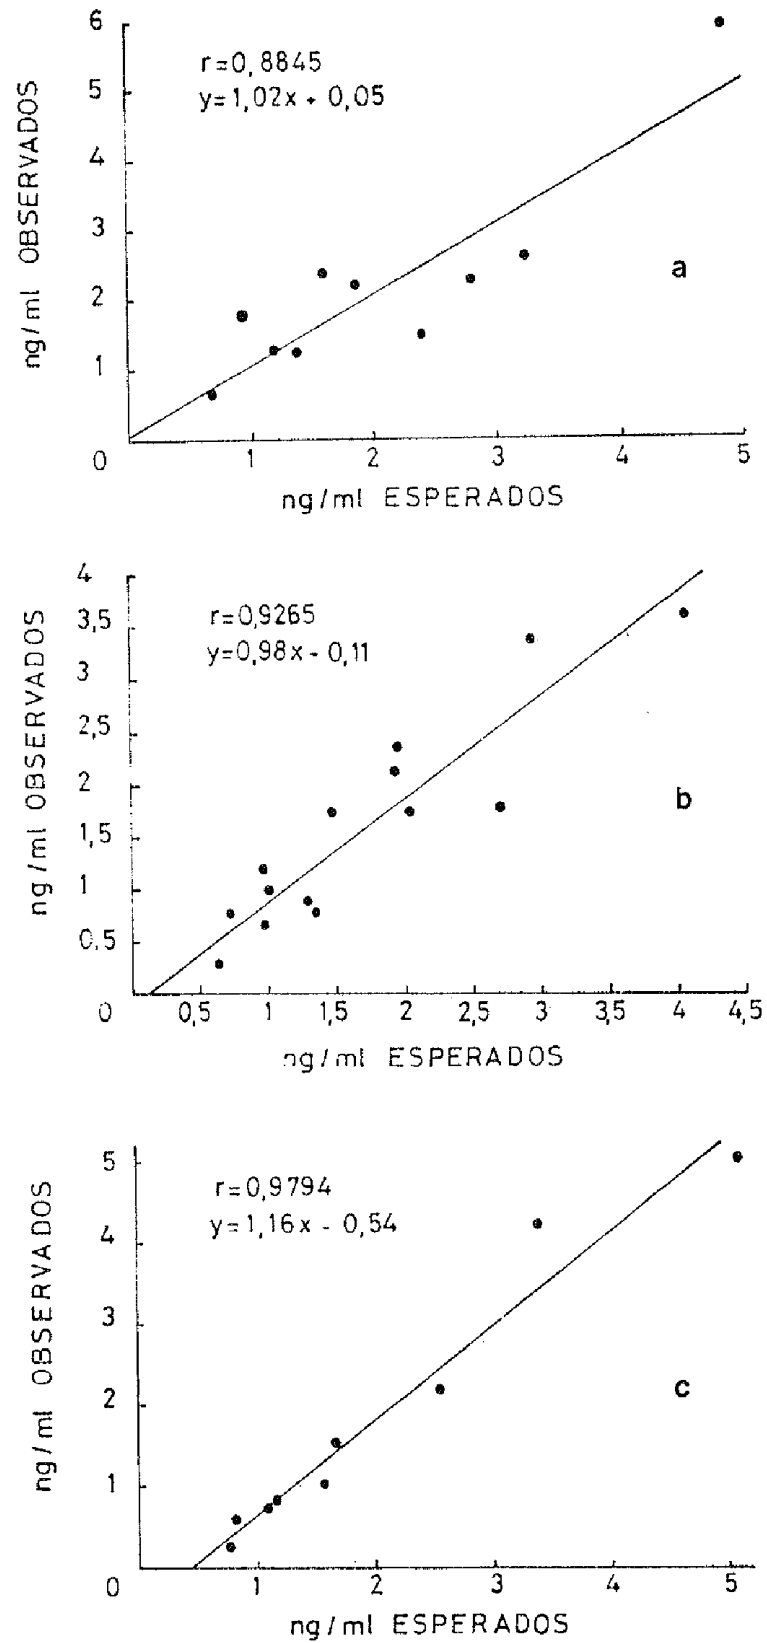 6
r=0,8845
y=1,02x + 0,05
5
4
3
2
1
0
1 2 3 4 5
ng/ml OBSERVADOS
ng/ml ESPERADOS
a
4
r=0,9265
y=0,98x - 0,11
3,5
3
2,5
2
1,5
1
0,5
0
0,5 1 1,5 2 2,5 3 3,5 4 4,5
ng/ml OBSERVADOS
ng/ml ESPERADOS
b
5
r=0,9794
y=1,16x - 0,54
4
3
2
1
0
1 2 3 4 5
ng/ml OBSERVADOS
ng/ml ESPERADOS
c